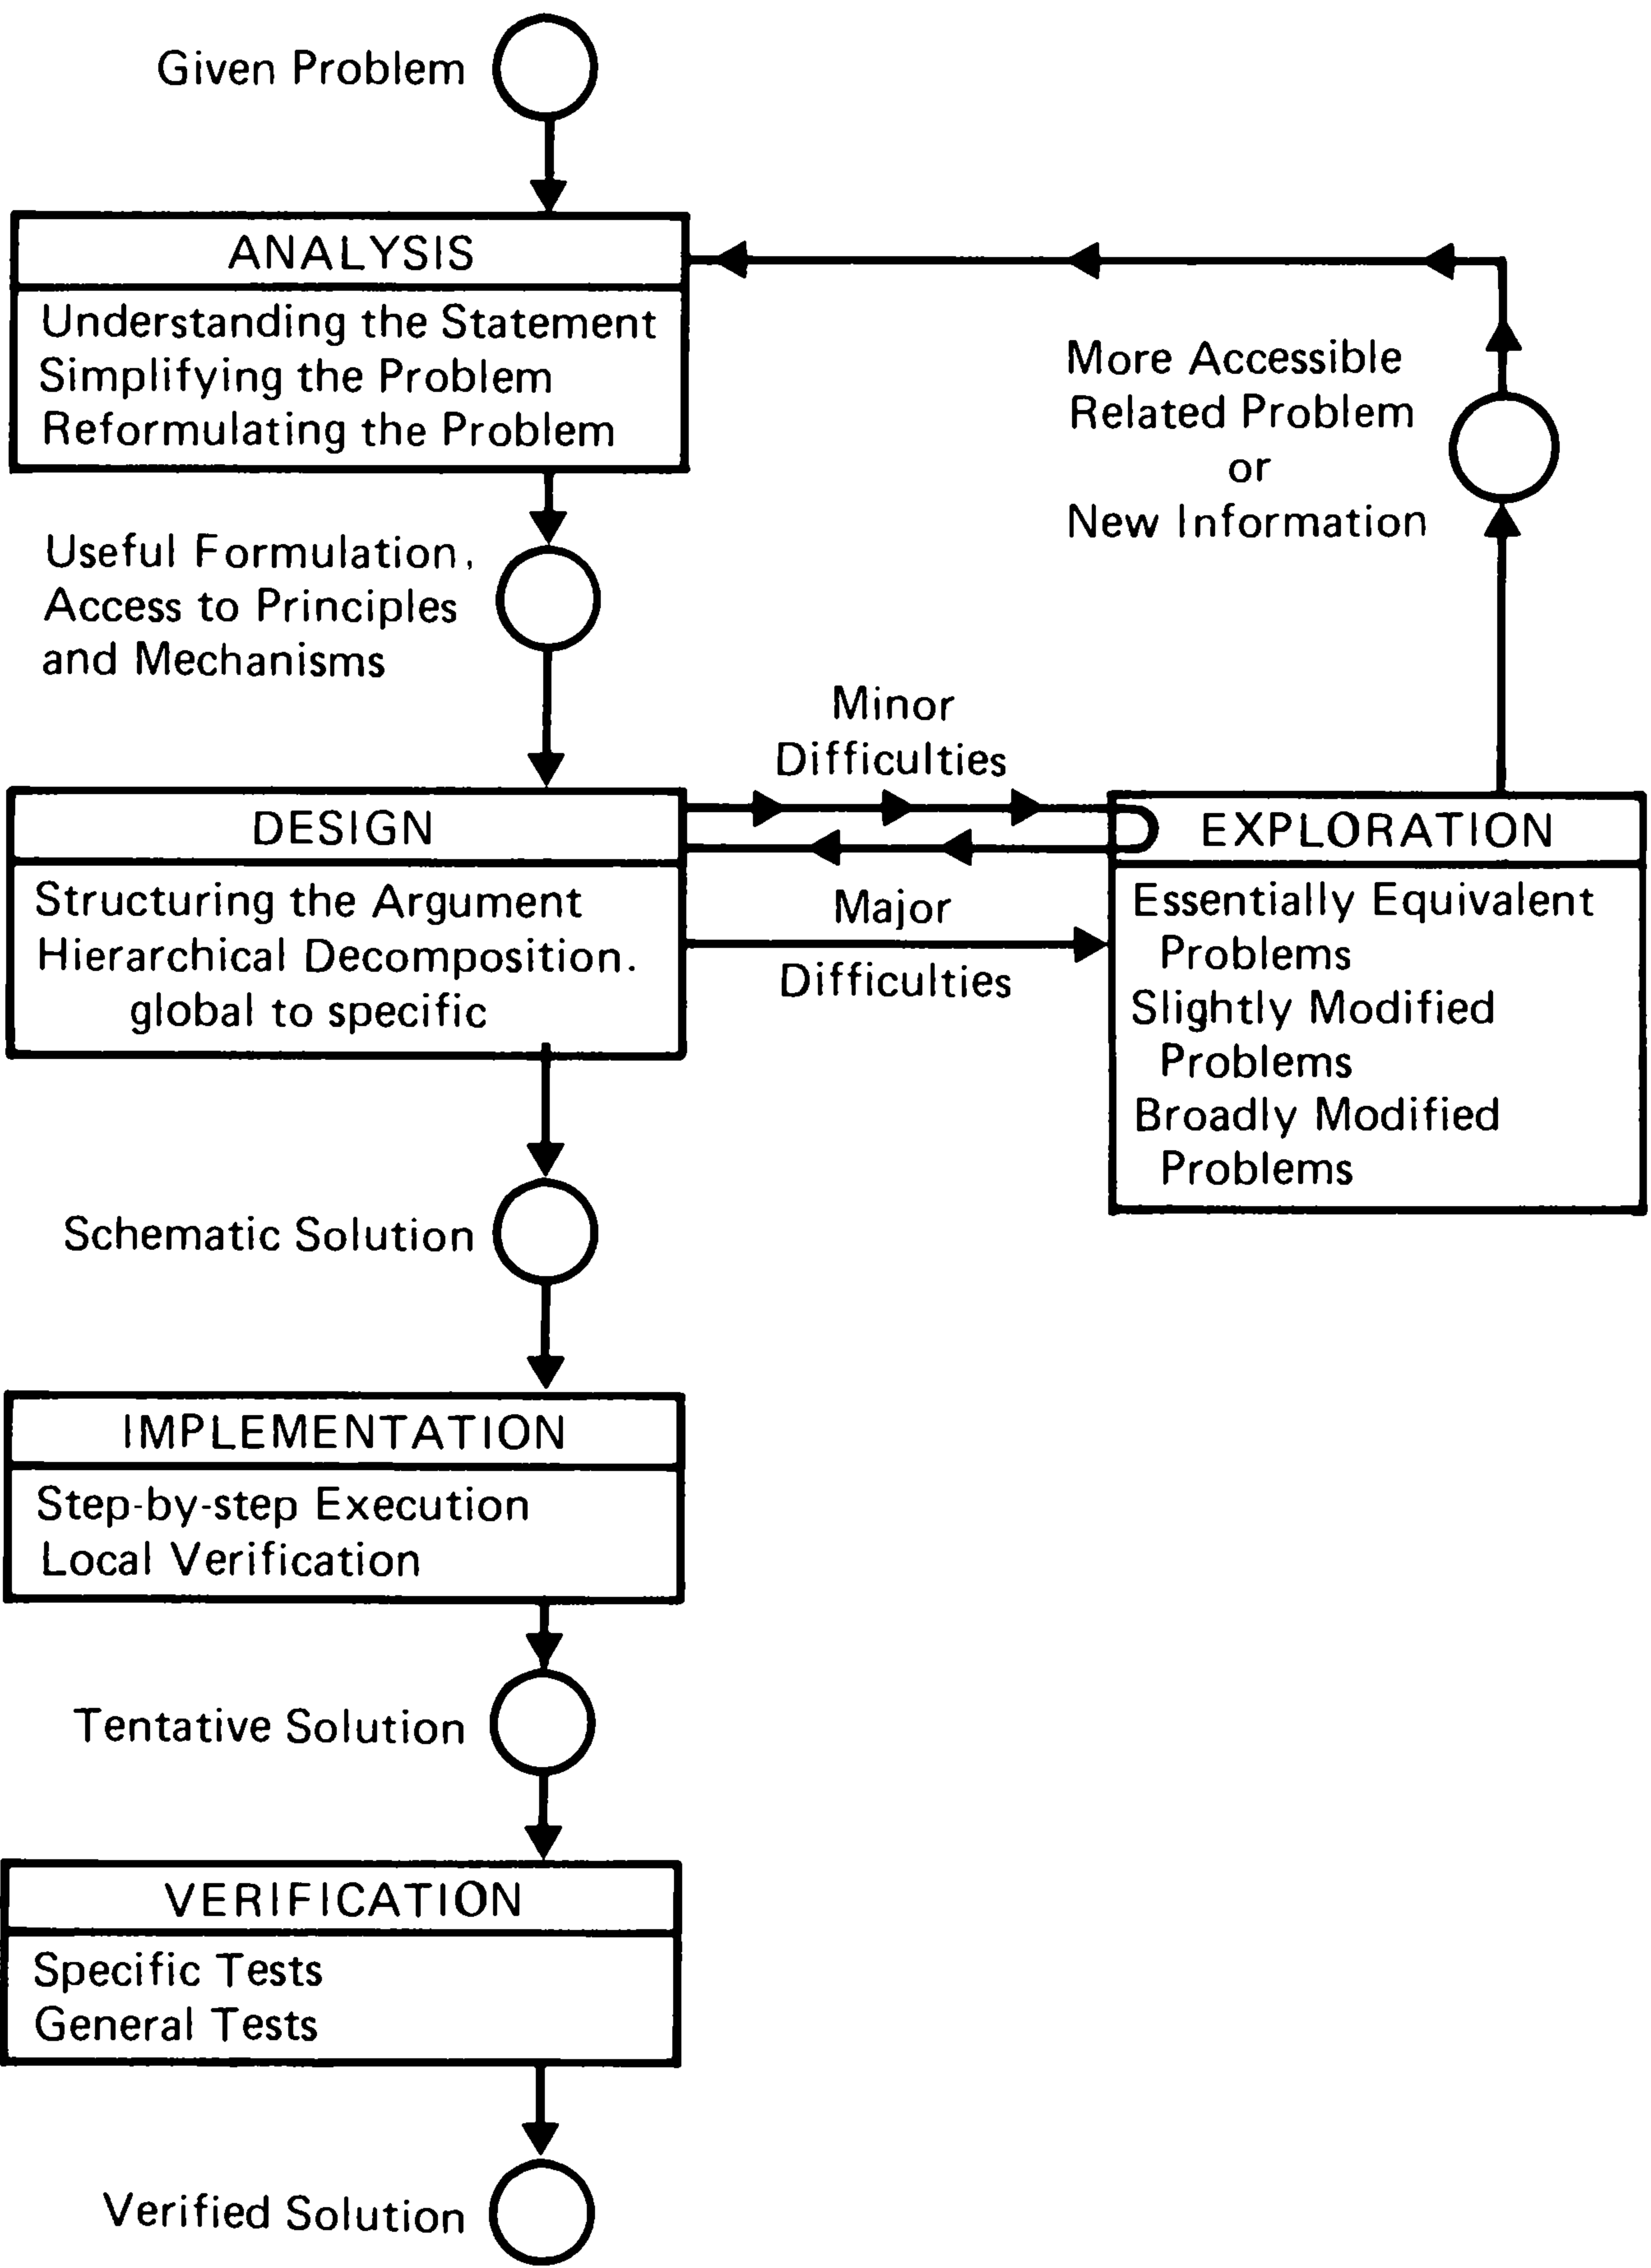 Given Problem
ANALYSIS
Understanding the Statement
Simplifying the Problem
Reformulating the Problem
More Accessible
Related Problem
or
New Information
Useful Formulation,
Access to Principles
and Mechanisms
Minor
Difficulties
DESIGN
Structuring the Argument
Hierarchical Decomposition.
global to specific
Major
Difficulties
EXPLORATION
Essentially Equivalent
Problems
Slightly Modified
Problems
Broadly Modified
Problems
Schematic Solution
IMPLEMENTATION
Step-by-step Execution
Local Verification
Tentative Solution
VERIFICATION
Specific Tests
General Tests
Verified Solution